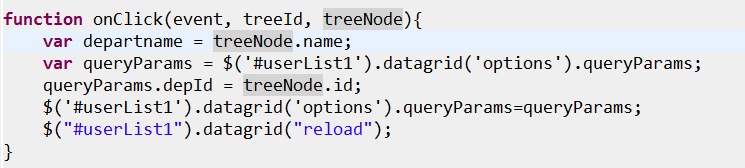 function onClick(event, treeId, treeNode){
    var departname = treeNode.name;
    var queryParams = $('#userList1').datagrid('options').queryParams;
    queryParams.depId = treeNode.id;
    $('#userList1').datagrid('options').queryParams=queryParams;
    $("#userList1").datagrid("reload");
}